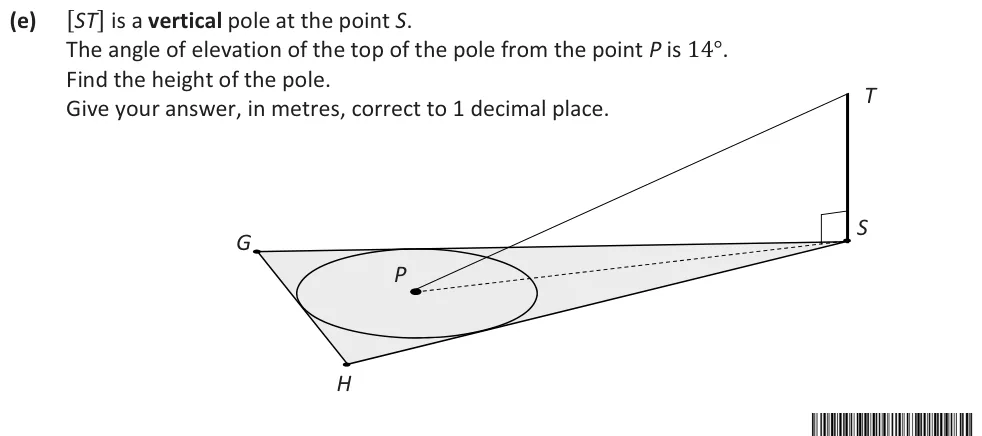 (e) [ST] is a vertical pole at the point S.
The angle of elevation of the top of the pole from the point P is 14°.
Find the height of the pole.
Give your answer, in metres, correct to 1 decimal place.
T
S
G
P
H